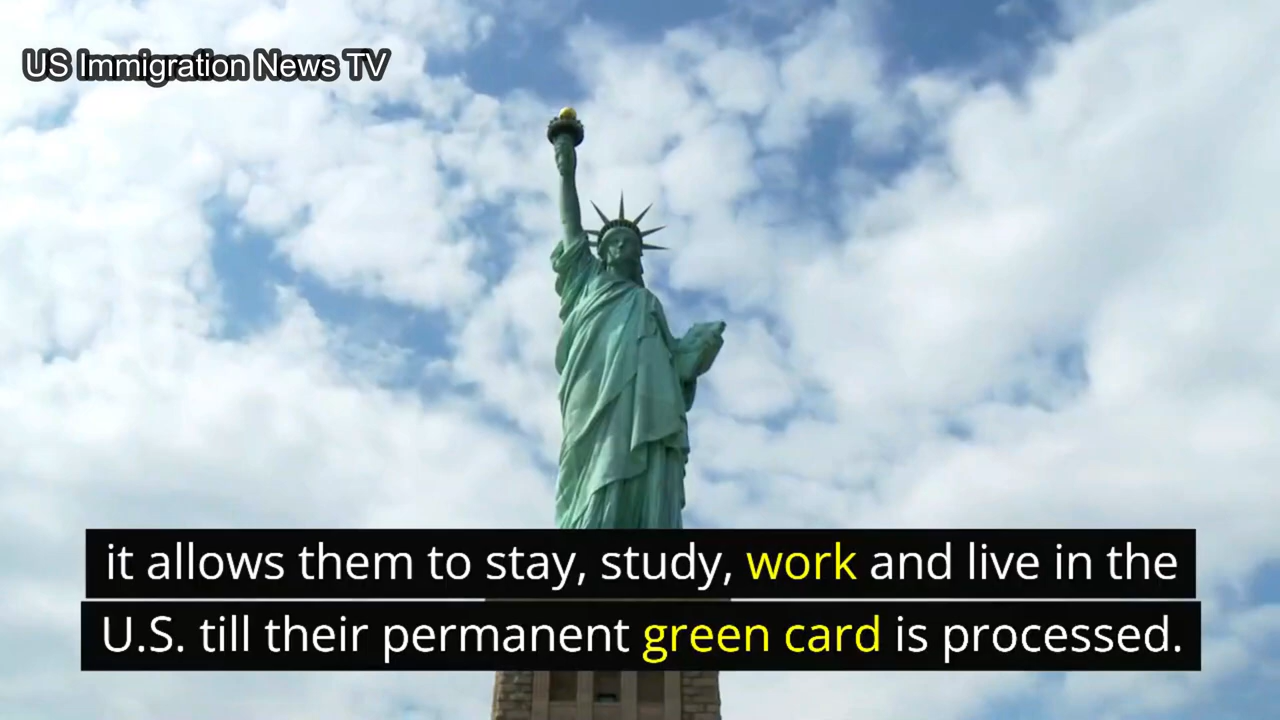 US Immigration News TV
it allows them to stay, study, work and live in the
U.S. till their permanent green card is processed.